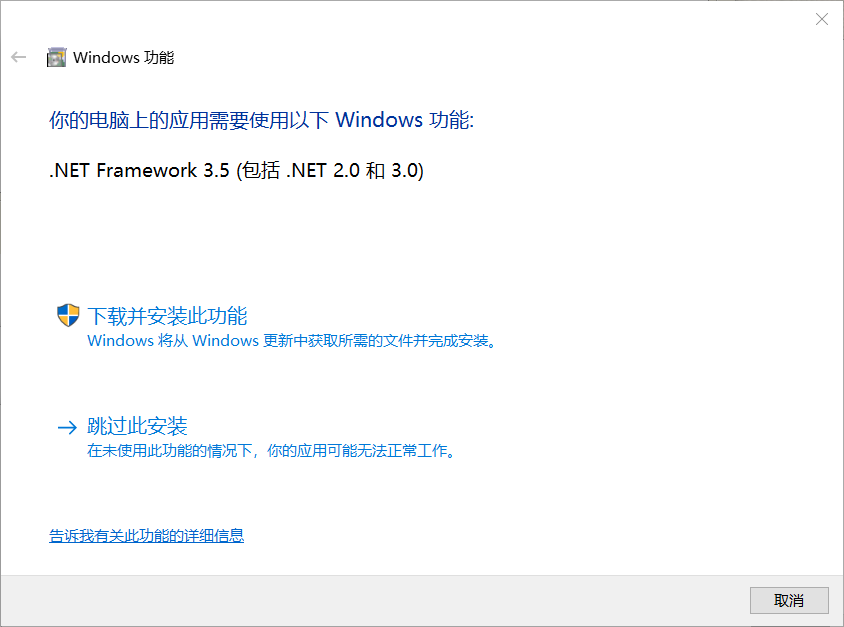 Windows 功能
你的电脑上的应用需要使用以下 Windows 功能:
.NET Framework 3.5 (包括 .NET 2.0 和 3.0)
下载并安装此功能
Windows 将从 Windows 更新中获取所需的文件并完成安装。
跳过此安装
在未使用此功能的情况下，你的应用可能无法正常工作。
告诉我有关此功能的详细信息
取消